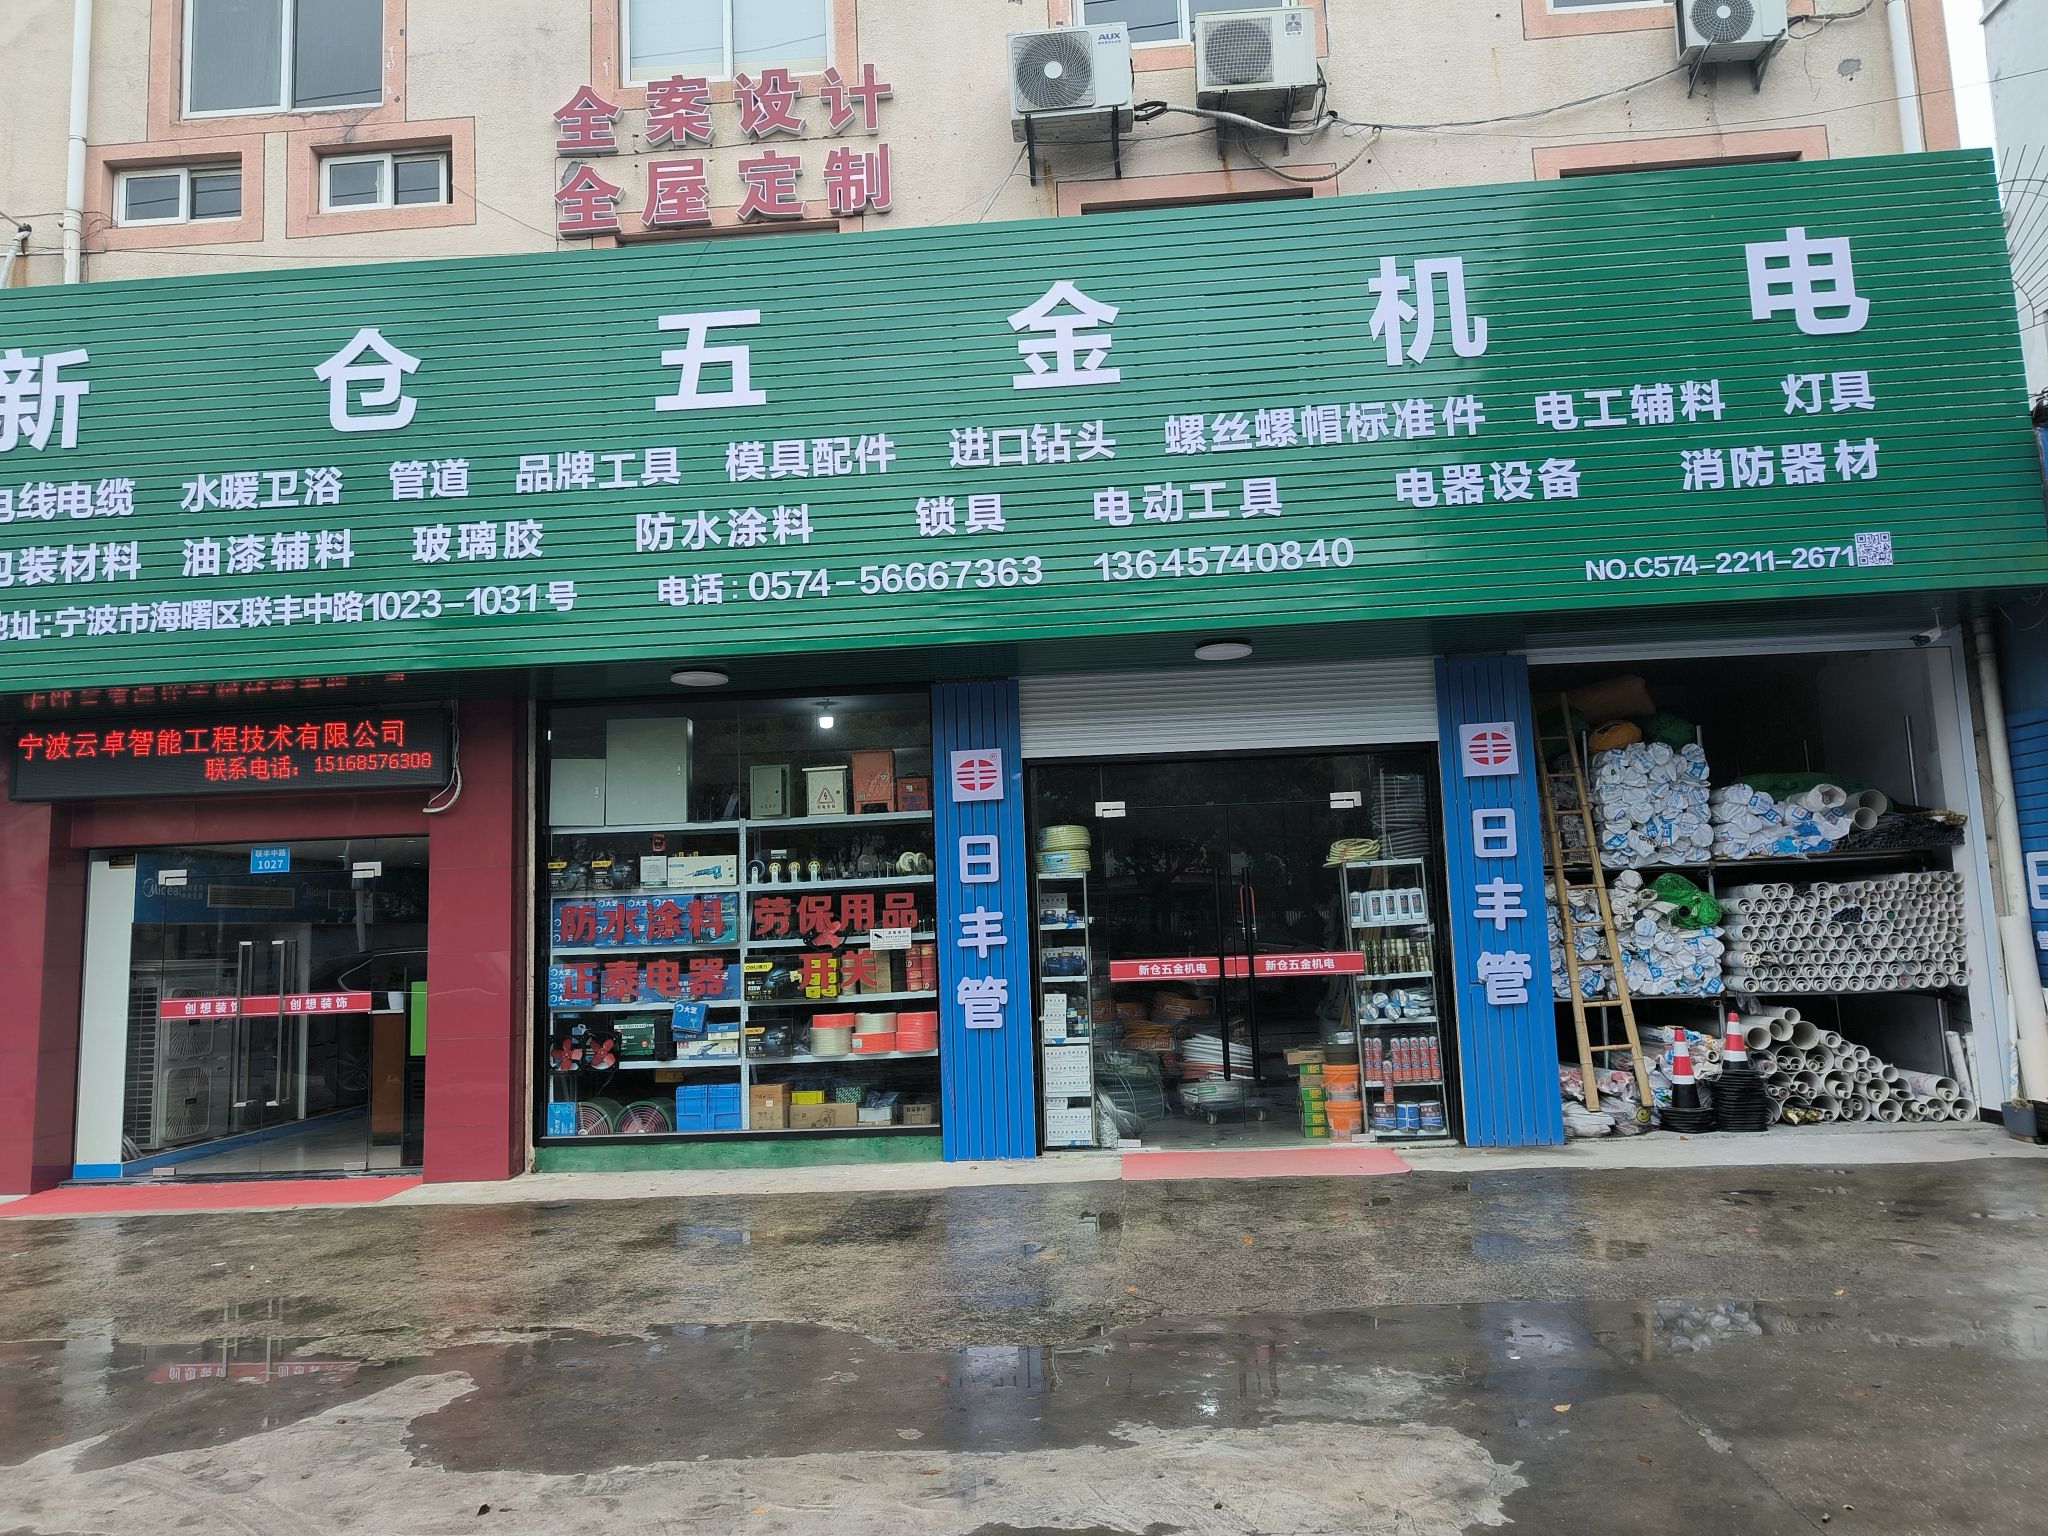 AUX
全案设计
全屋定制
新仓五金机电
电线电缆 水暖卫浴 管道 品牌工具 模具配件 进口钻头 螺丝螺帽标准件 电工辅料 灯具
包装材料 油漆辅料 玻璃胶 防水涂料 锁具 电动工具 电器设备 消防器材
地址:宁波市海曙区联丰中路1023-1031号 电话:0574-56667363 13645740840 NO.C574-2211-2671
宁波云卓智能工程技术有限公司
联系电话: 15168576308
联丰中路
1027
Midea
创想装饰 创想装饰
防水涂料 劳保用品
正泰电器 开关
deli得力
日丰管
新仓五金机电 新仓五金机电
日丰管